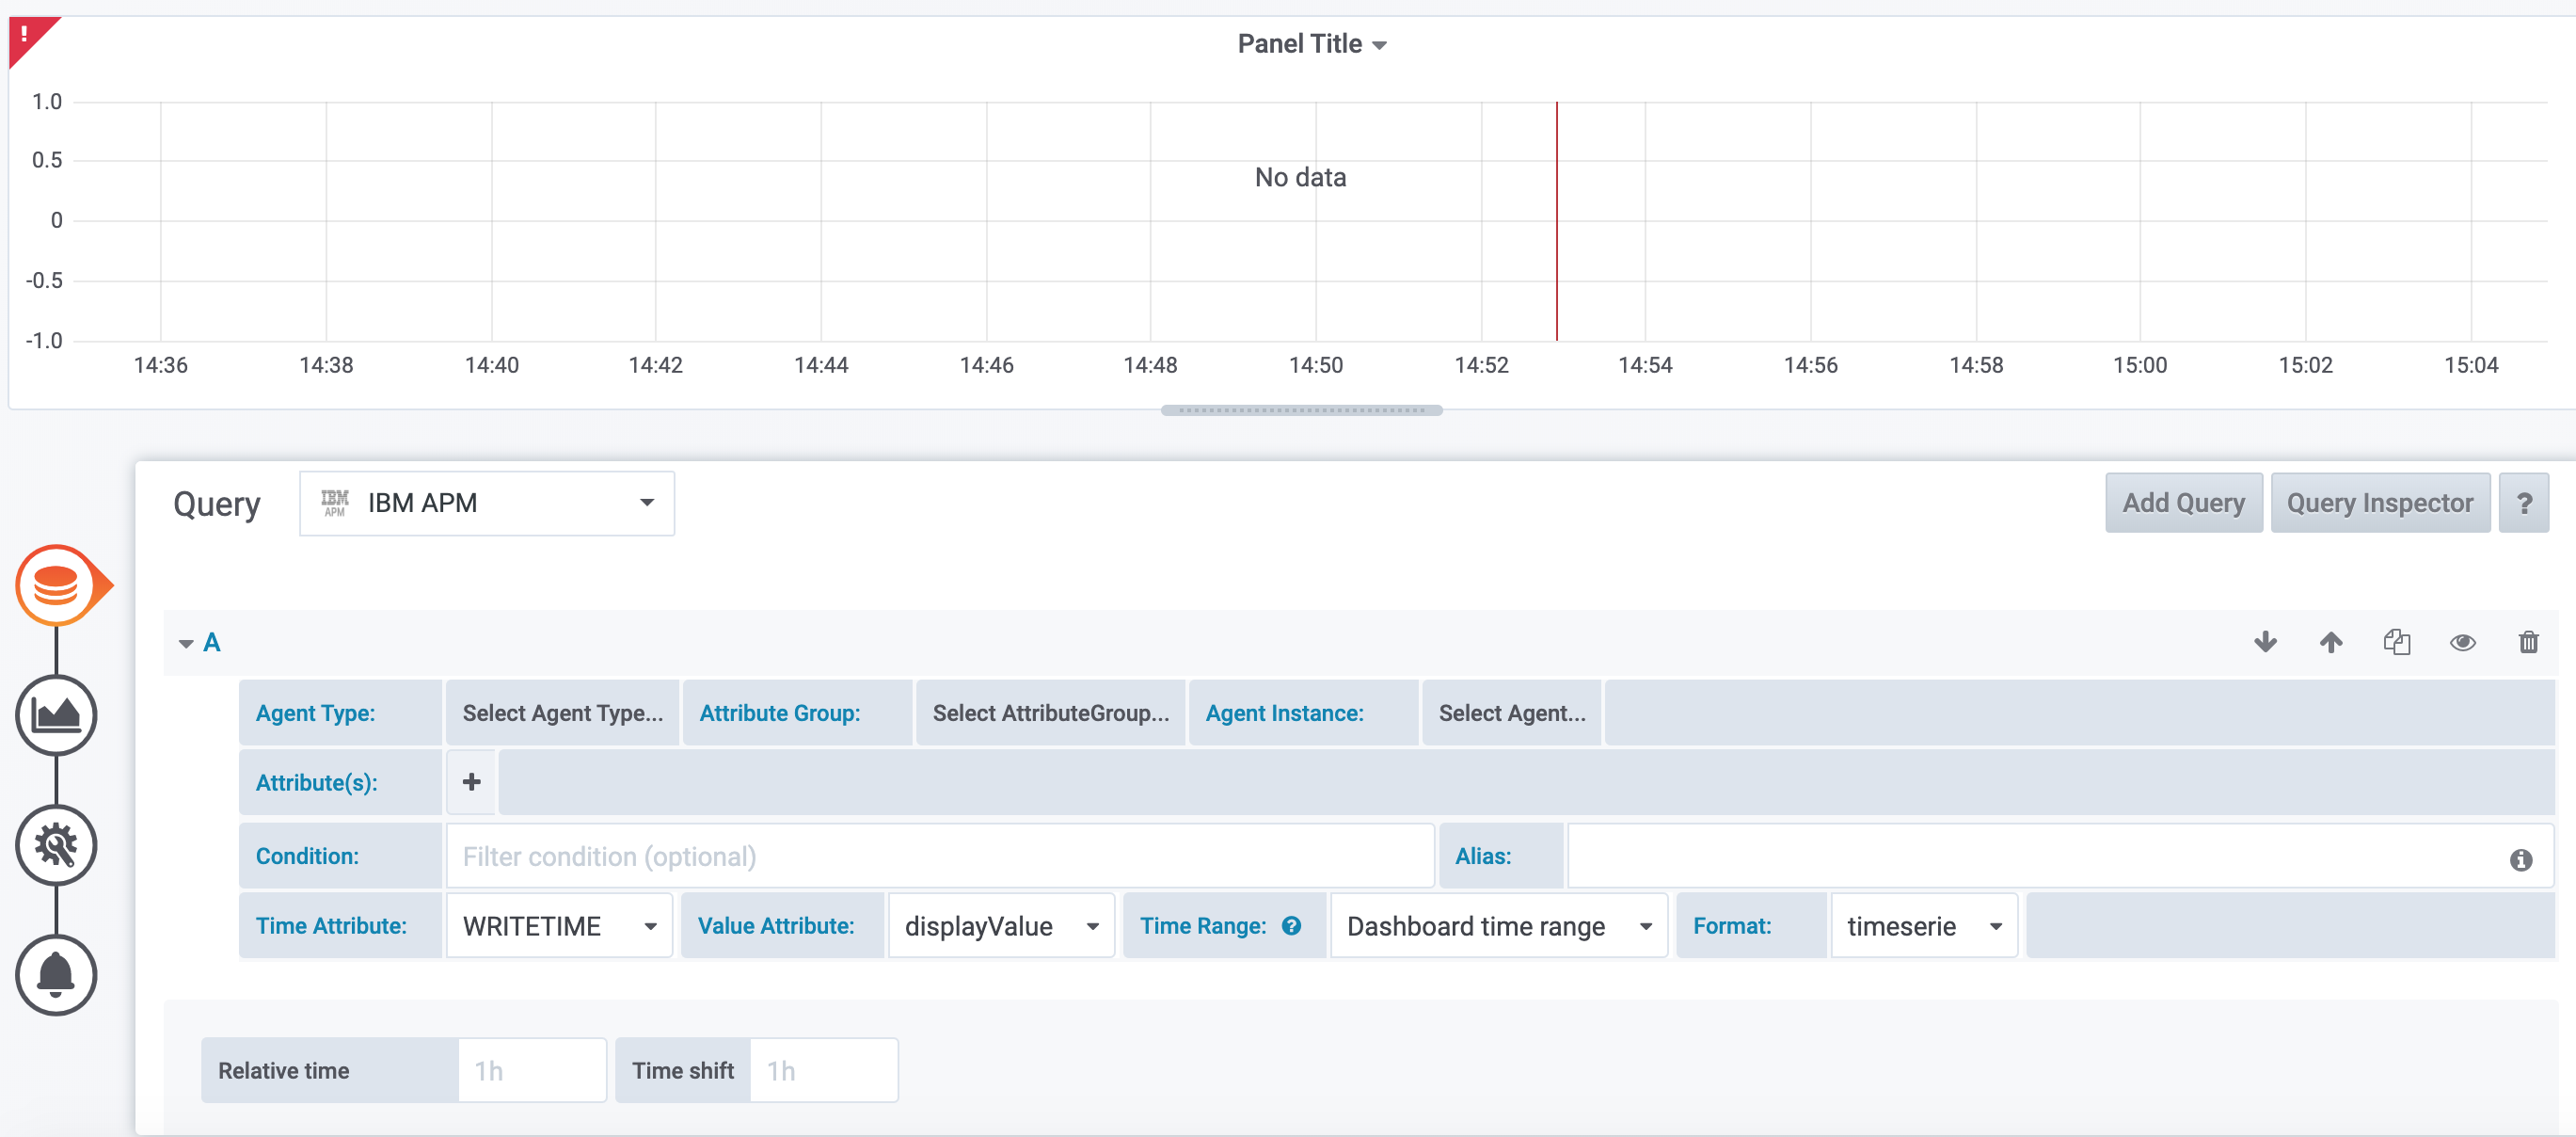 !
Panel Title
1.0
0.5
No data
0
-0.5
-1.0
14:36 14:38 14:40 14:42 14:44 14:46 14:48 14:50 14:52 14:54 14:56 14:58 15:00 15:02 15:04
Query IBM APM IBM APM Add Query Query Inspector ?
A
Agent Type: Select Agent Type... Attribute Group: Select AttributeGroup... Agent Instance: Select Agent...
Attribute(s): +
Condition: Filter condition (optional) Alias:
Time Attribute: WRITETIME Value Attribute: displayValue Time Range: ? Dashboard time range Format: timeserie
Relative time 1h Time shift 1h